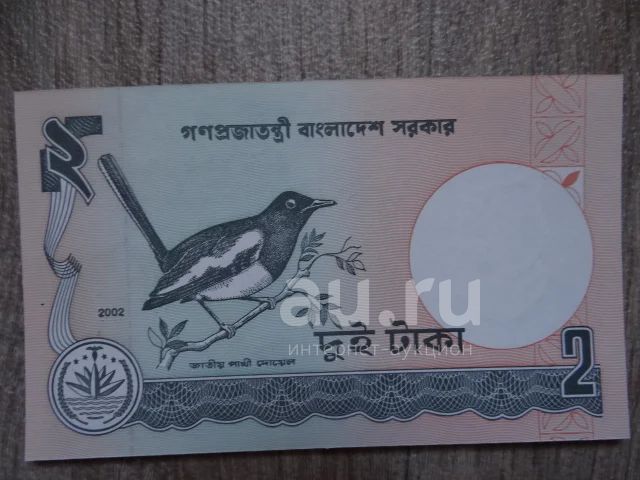 গণপ্রজাতন্ত্রী বাংলাদেশ সরকার
২
2002
au.ru
интернет-аукцион
দুই টাকা
জাতীয় পাখী দোয়েল
2